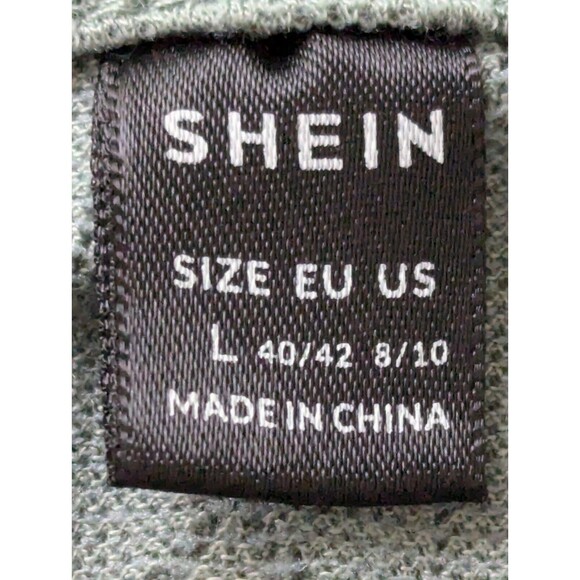 SHEIN
SIZE EU US
L 40/42 8/10
MADE IN CHINA